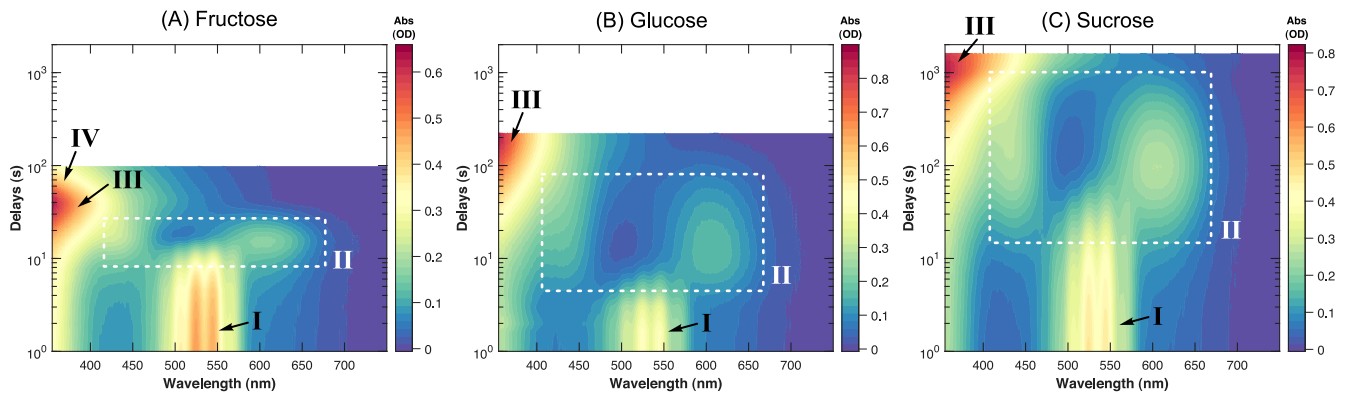 (A) Fructose
Abs
(OD)
IV
III
II
I
Delays (s)
10³
10²
10¹
10⁰
400 450 500 550 600 650 700
Wavelength (nm)
0.6
0.5
0.4
0.3
0.2
0.1
0
(B) Glucose
Abs
(OD)
III
II
I
10³
10²
10¹
10⁰
400 450 500 550 600 650 700
Wavelength (nm)
0.8
0.7
0.6
0.5
0.4
0.3
0.2
0.1
0
(C) Sucrose
Abs
(OD)
III
II
I
Delays (s)
10³
10²
10¹
10⁰
400 450 500 550 600 650 700
Wavelength (nm)
0.8
0.7
0.6
0.5
0.4
0.3
0.2
0.1
0